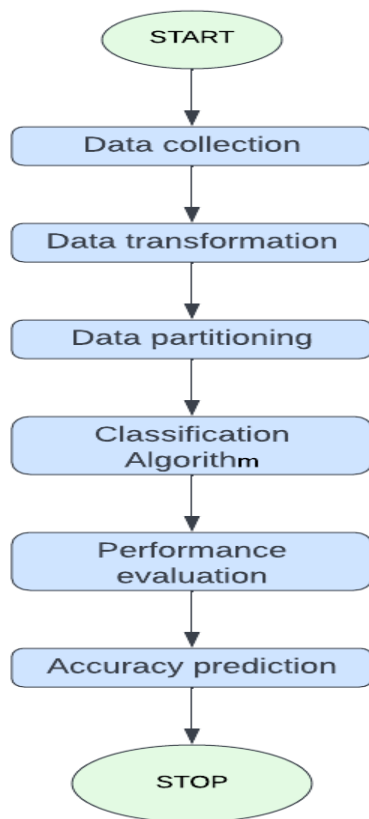 START
Data collection
Data transformation
Data partitioning
Classification
Algorithm
Performance
evaluation
Accuracy prediction
STOP